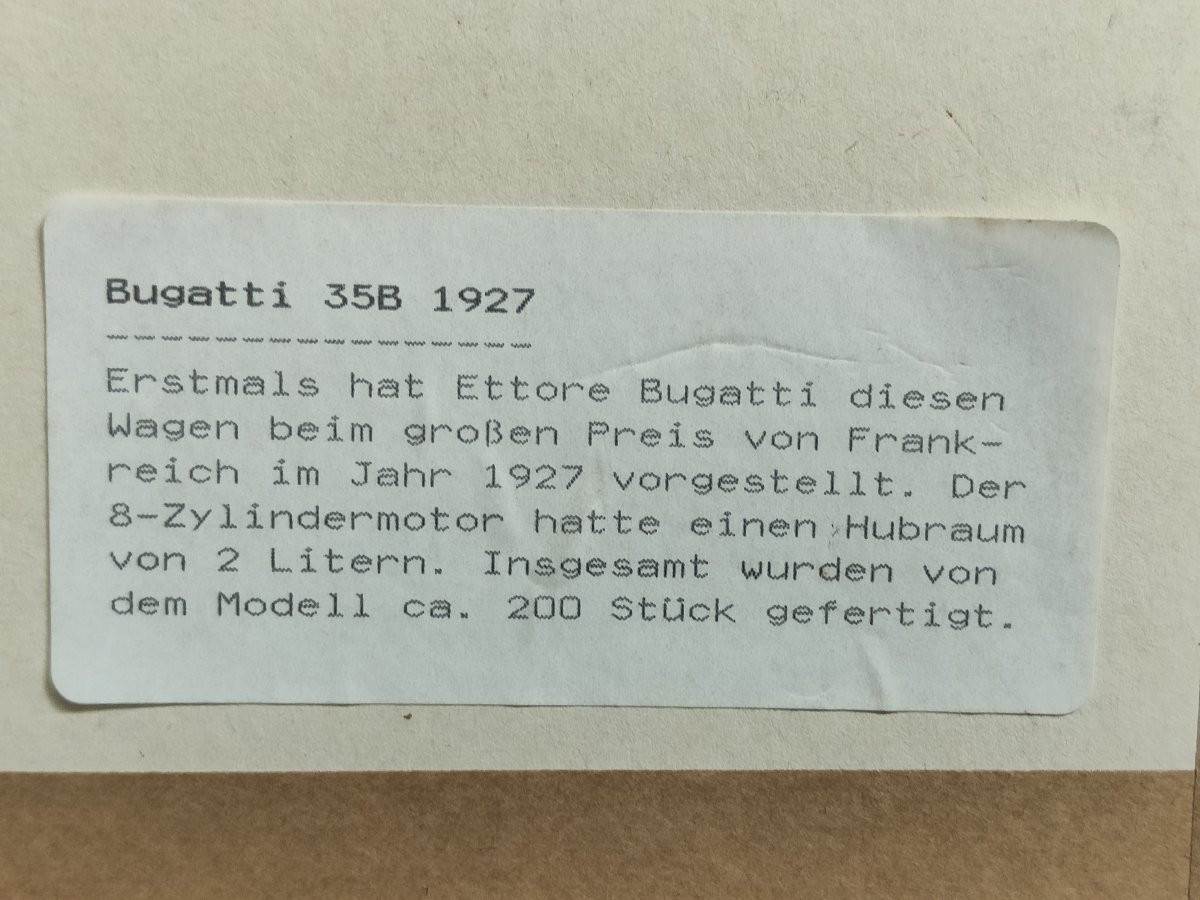 Bugatti 35B 1927
----------------
Erstmals hat Ettore Bugatti diesen
Wagen beim großen Preis von Frank-
reich im Jahr 1927 vorgestellt. Der
8-Zylindermotor hatte einen Hubraum
von 2 Litern. Insgesamt wurden von
dem Modell ca. 200 Stück gefertigt.